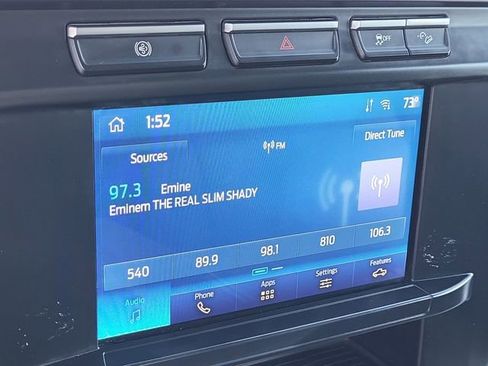 OFF
1:52
73°
Sources
FM
Direct Tune
97.3 Emine
Eminem THE REAL SLIM SHADY
540 89.9 98.1 810 106.3
Audio Phone Apps Settings Features